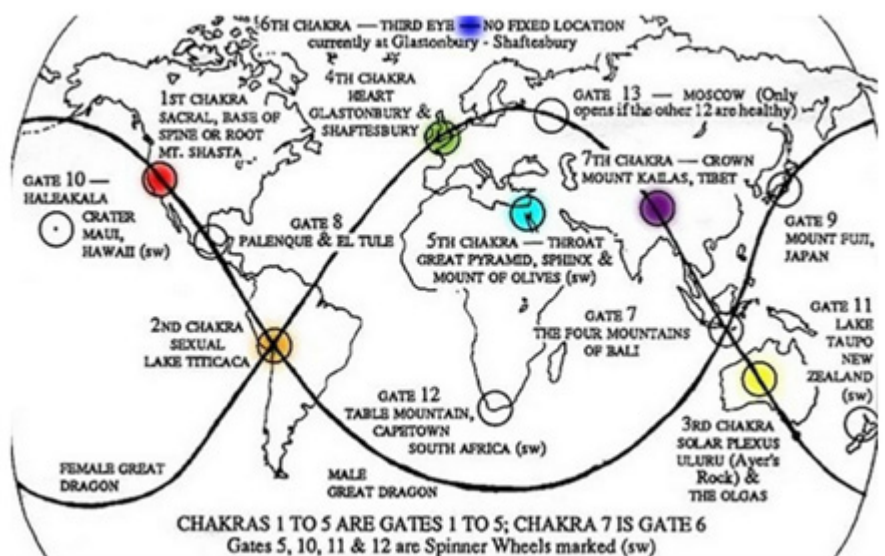 6TH CHAKRA — THIRD EYE — NO FIXED LOCATION
currently at Glastonbury - Shaftesbury
4TH CHAKRA
HEART
GLASTONBURY &
SHAFTESBURY
GATE 13 — MOSCOW (Only
opens if the other 12 are healthy)
1ST CHAKRA
SACRAL, BASE OF
SPINE OR ROOT
MT. SHASTA
7TH CHAKRA — CROWN
MOUNT KAILAS, TIBET
GATE 10 —
HALEAKALA
CRATER
MAUI,
HAWAII (sw)
GATE 8
PALENQUE & EL TULE
5TH CHAKRA — THROAT
GREAT PYRAMID, SPHINX &
MOUNT OF OLIVES (sw)
GATE 9
MOUNT FUJI,
JAPAN
2ND CHAKRA
SEXUAL
LAKE TITICACA
GATE 7
THE FOUR MOUNTAINS
OF BALI
GATE 11
LAKE
TAUPO
NEW
ZEALAND
(sw)
GATE 12
TABLE MOUNTAIN,
CAPETOWN
SOUTH AFRICA (sw)
3RD CHAKRA
SOLAR PLEXUS
ULURU (Ayer's
Rock) &
THE OLGAS
FEMALE GREAT
DRAGON
MALE
GREAT DRAGON
CHAKRAS 1 TO 5 ARE GATES 1 TO 5; CHAKRA 7 IS GATE 6
Gates 5, 10, 11 & 12 are Spinner Wheels marked (sw)